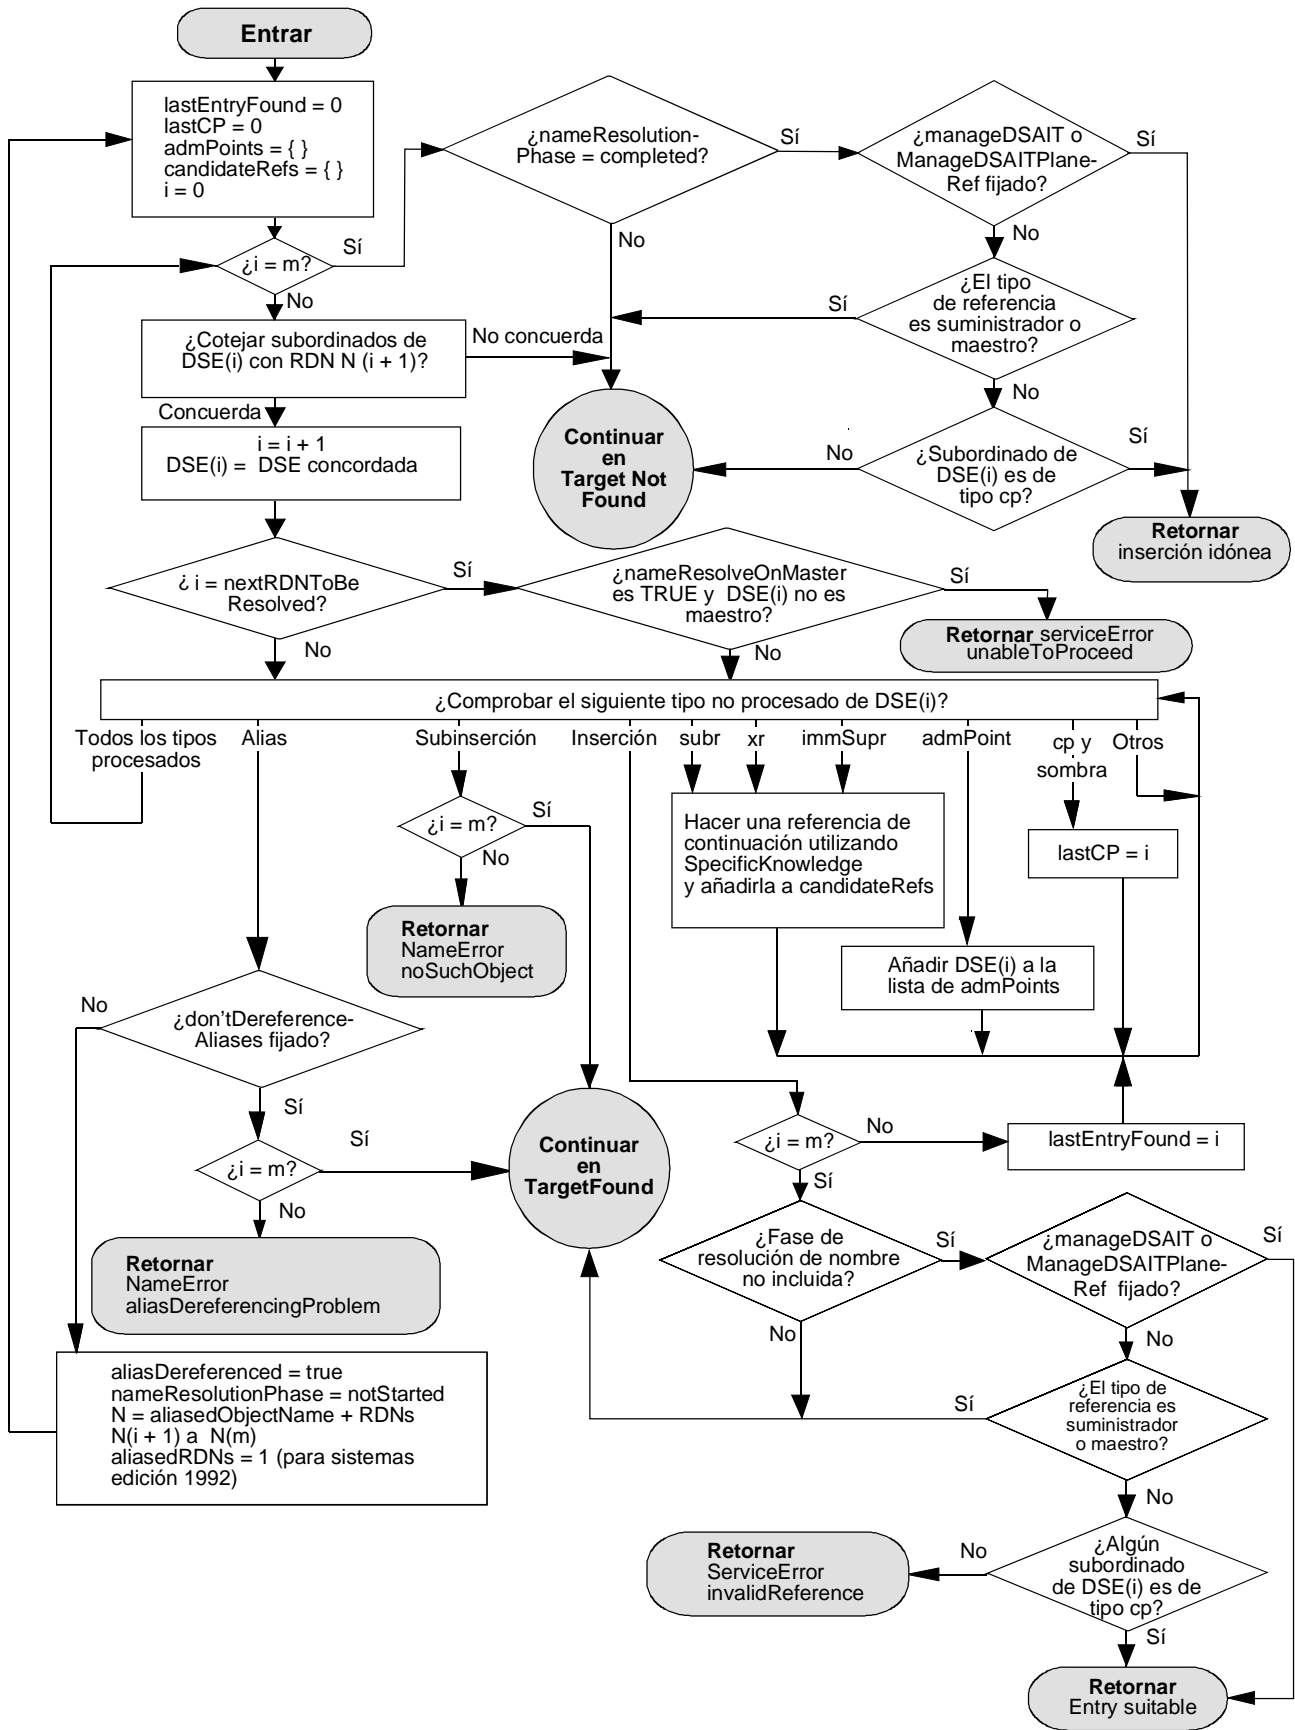 Entrar
lastEntryFound = 0
lastCP = 0
admPoints = { }
candidateRefs = { }
i = 0
¿nameResolution-
Phase = completed?
Sí
¿manageDSAIT o
ManageDSAITPlane-
Ref fijado?
Sí
No
No
¿i = m?
Sí
No
¿El tipo
de referencia
es suministrador o
maestro?
Sí
No
¿Cotejar subordinados de
DSE(i) con RDN N (i + 1)?
No concuerda
Concuerda
i = i + 1
DSE(i) = DSE concordada
Continuar
en
Target Not
Found
No
¿Subordinado de
DSE(i) es de
tipo cp?
Sí
Retornar
inserción idónea
¿ i = nextRDNToBe
Resolved?
Sí
No
¿nameResolveOnMaster
es TRUE y DSE(i) no es
maestro?
Sí
No
Retornar serviceError
unableToProceed
¿Comprobar el siguiente tipo no procesado de DSE(i)?
Todos los tipos
procesados
Alias
Subinserción
Inserción
subr
xr
immSupr
admPoint
cp y
sombra
Otros
¿i = m?
Sí
No
Hacer una referencia de
continuación utilizando
SpecificKnowledge
y añadirla a candidateRefs
lastCP = i
Retornar
NameError
noSuchObject
Añadir DSE(i) a la
lista de admPoints
No
¿don'tDereference-
Aliases fijado?
Sí
¿i = m?
Sí
No
Continuar
en
TargetFound
¿i = m?
No
Sí
lastEntryFound = i
Retornar
NameError
aliasDereferencingProblem
¿Fase de
resolución de nombre
no incluida?
Sí
No
¿manageDSAIT o
ManageDSAITPlane-
Ref fijado?
Sí
No
aliasDereferenced = true
nameResolutionPhase = notStarted
N = aliasedObjectName + RDNs
N(i + 1) a N(m)
aliasedRDNs = 1 (para sistemas
edición 1992)
Sí
¿El tipo de
referencia es
suministrador
o maestro?
No
Retornar
ServiceError
invalidReference
No
¿Algún
subordinado
de DSE(i) es de
tipo cp?
Sí
Retornar
Entry suitable